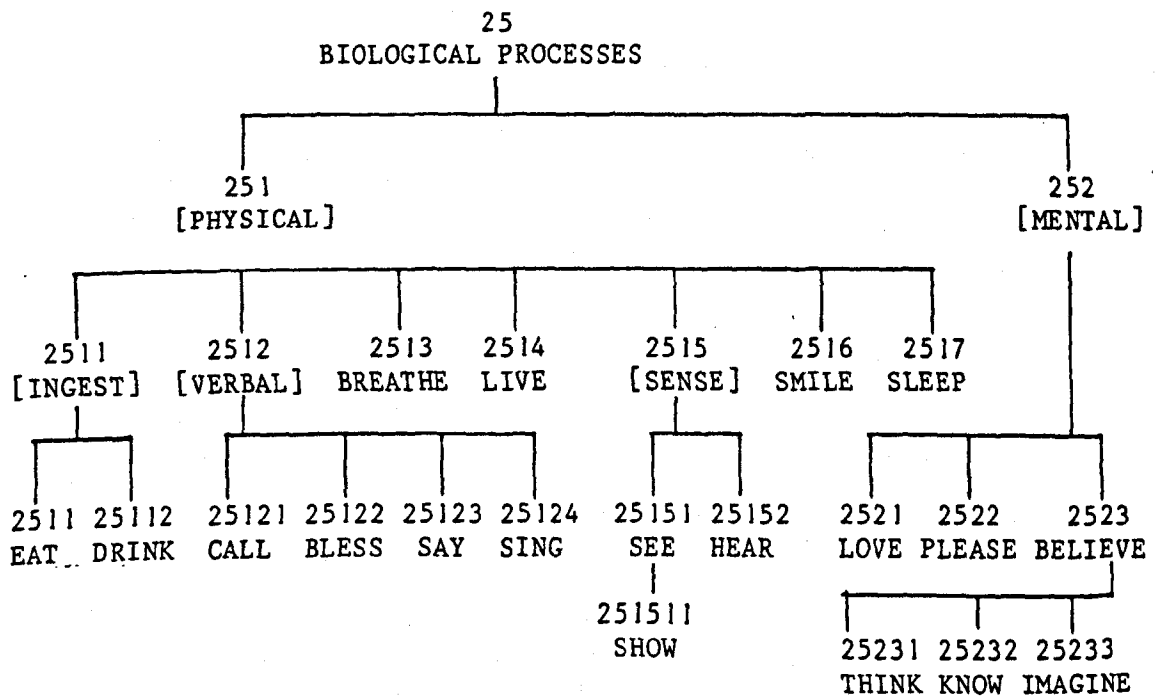 25
BIOLOGICAL PROCESSES
251 252
[PHYSICAL] [MENTAL]
2511 2512 2513 2514 2515 2516 2517
[INGEST] [VERBAL] BREATHE LIVE [SENSE] SMILE SLEEP
2511 25112 25121 25122 25123 25124 25151 25152 2521 2522 2523
EAT DRINK CALL BLESS SAY SING SEE HEAR LOVE PLEASE BELIEVE
251511
SHOW
25231 25232 25233
THINK KNOW IMAGINE